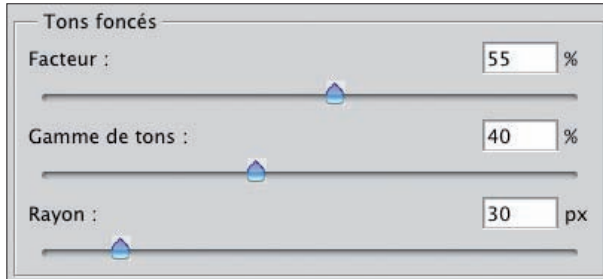 Tons foncés
Facteur : 55 %
Gamme de tons : 40 %
Rayon : 30 px